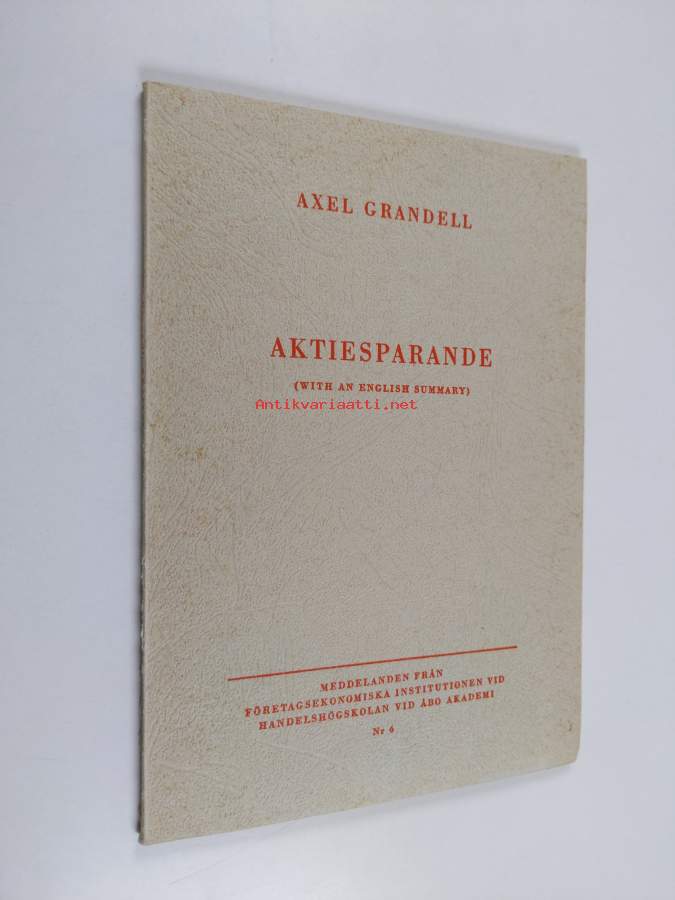 AXEL GRANDELL
AKTIESPARANDE
(WITH AN ENGLISH SUMMARY)
Antikvariaatti.net
MEDDELANDEN FRÅN
FÖRETAGSEKONOMISKA INSTITUTIONEN VID
HANDELSHÖGSKOLAN VID ÅBO AKADEMI
Nr 6